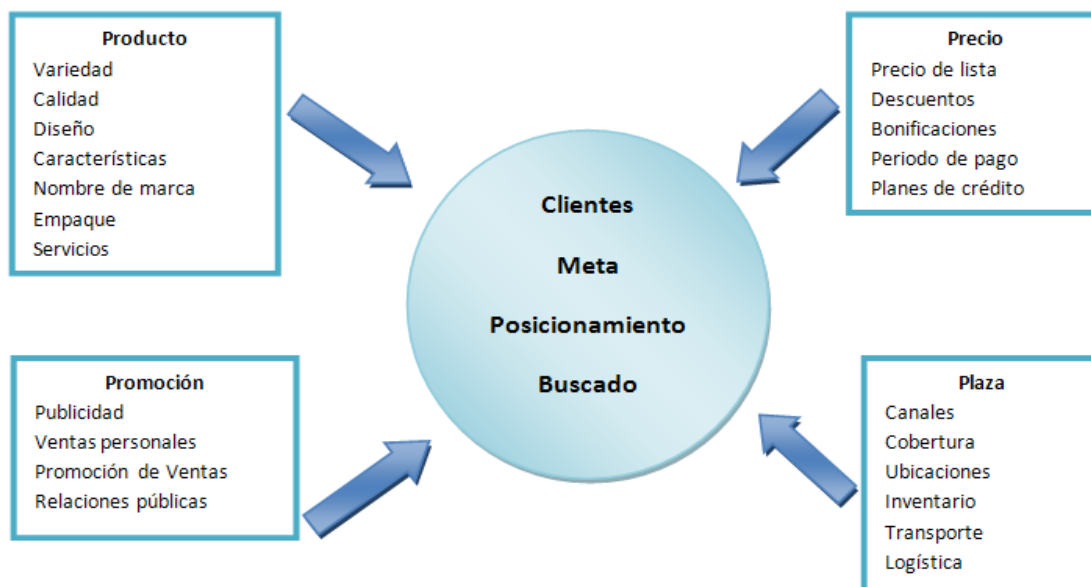 Producto
Variedad
Calidad
Diseño
Característícas
Nombre de marca
Empaque
Servicios
Precio
Precio de lista
Descuentos
Bonificaciones
Periodo de pago
Planes de crédito
Clientes
Meta
Posicionamiento
Buscado
Promoción
Publicidad
Ventas personales
Promoción de Ventas
Relaciones públicas
Plaza
Canales
Cobertura
Ubicaciones
Inventario
Transporte
Logística